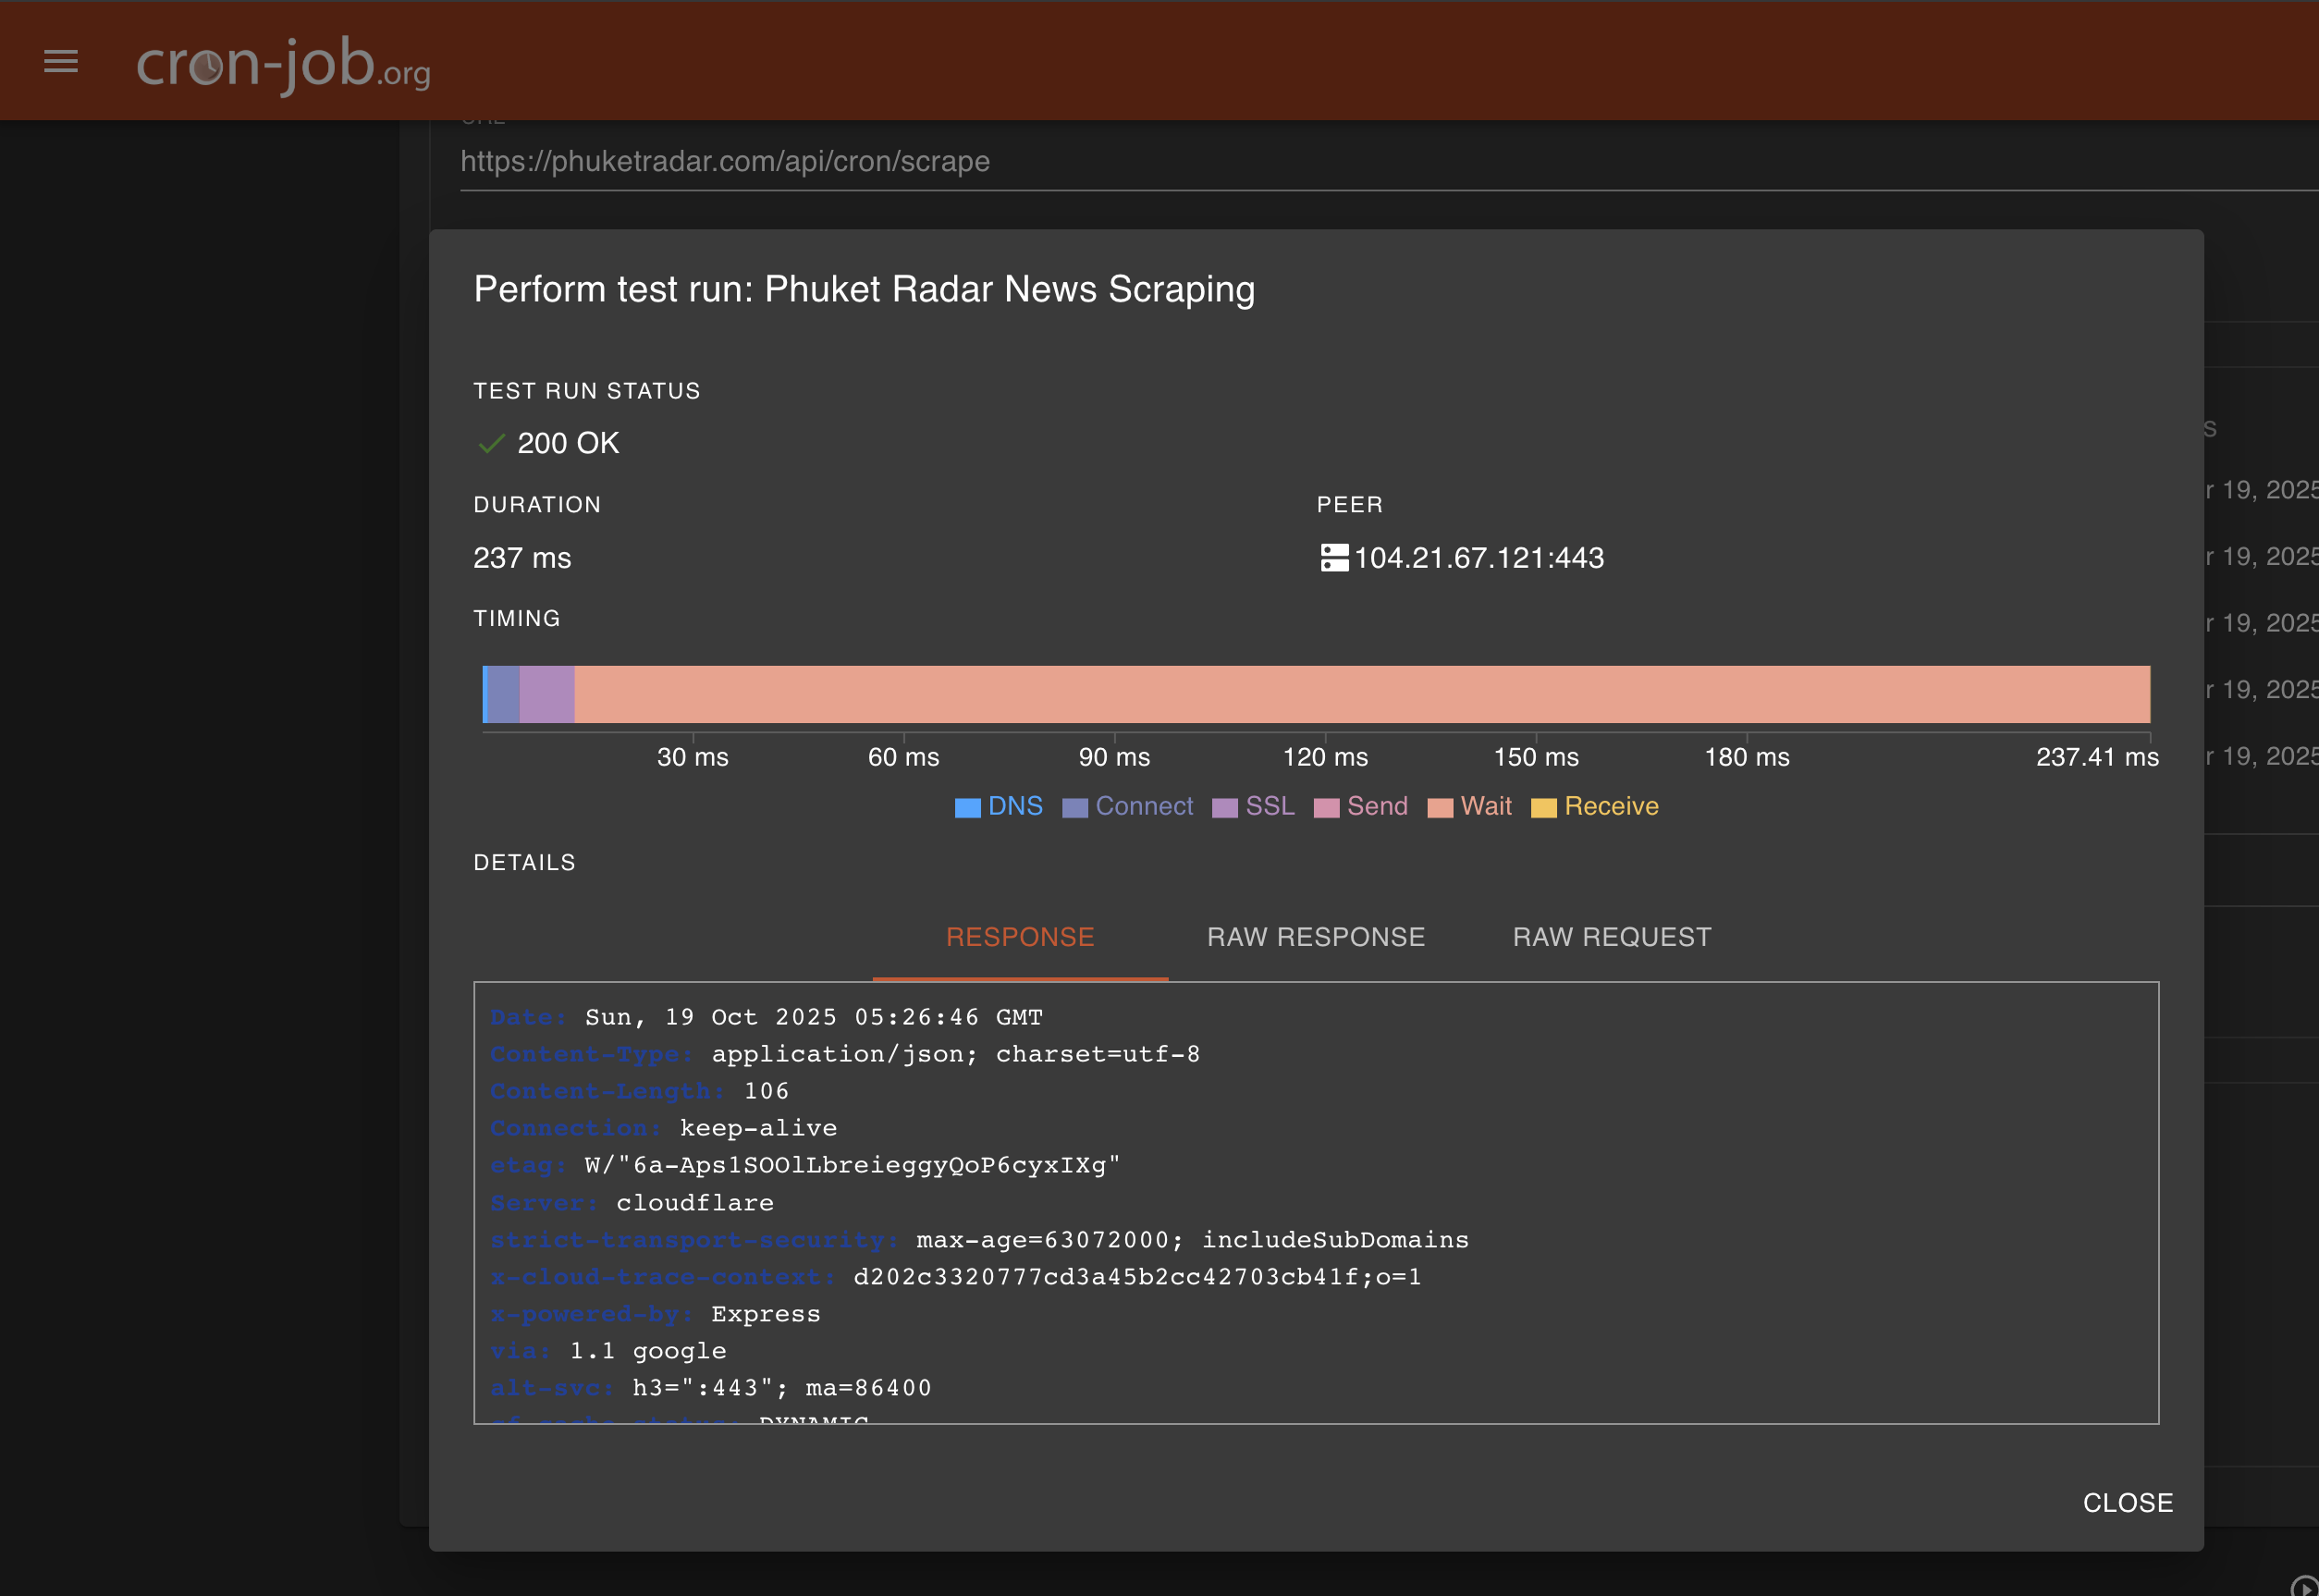 cron-job.org
URL
https://phuketradar.com/api/cron/scrape
Perform test run: Phuket Radar News Scraping
TEST RUN STATUS
200 OK
DURATION
PEER
237 ms
104.21.67.121:443
TIMING
30 ms 60 ms 90 ms 120 ms 150 ms 180 ms 237.41 ms
DNS Connect SSL Send Wait Receive
DETAILS
RESPONSE RAW RESPONSE RAW REQUEST
Date: Sun, 19 Oct 2025 05:26:46 GMT
Content-Type: application/json; charset=utf-8
Content-Length: 106
Connection: keep-alive
etag: W/"6a-Aps1SOOlLbreieggyQoP6cyxIXg"
Server: cloudflare
strict-transport-security: max-age=63072000; includeSubDomains
x-cloud-trace-context: d202c3320777cd3a45b2cc42703cb41f;o=1
x-powered-by: Express
via: 1.1 google
alt-svc: h3=":443"; ma=86400
cf-cache-status: DYNAMIC
CLOSE
s
r 19, 2025
r 19, 2025
r 19, 2025
r 19, 2025
r 19, 2025